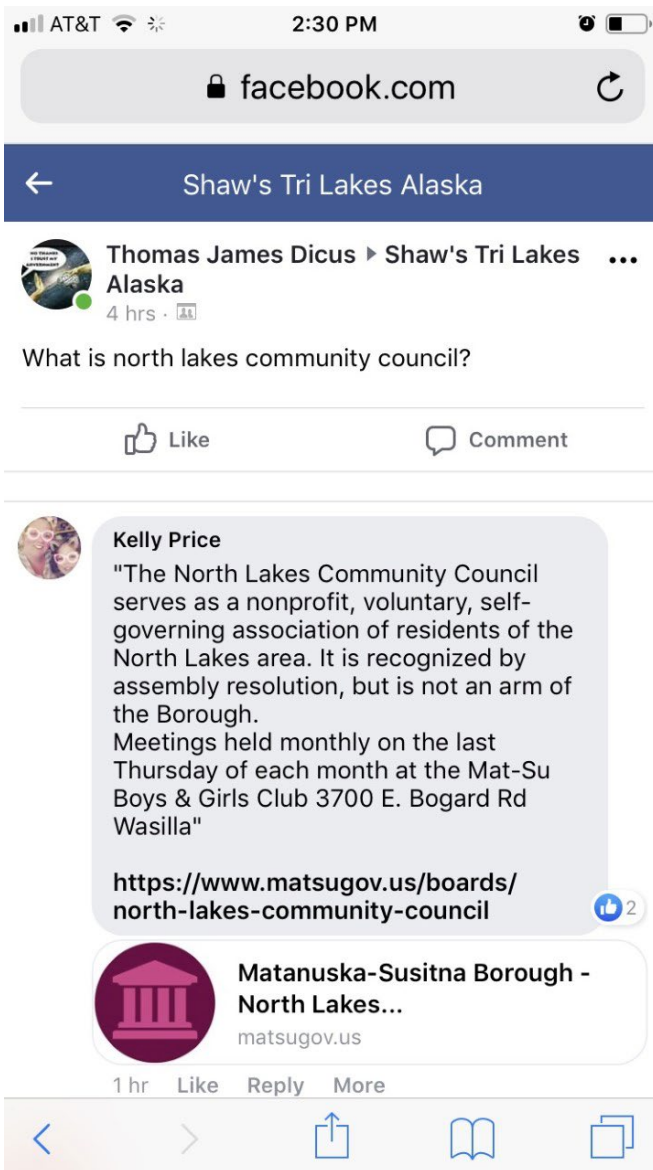 AT&T 2:30 PM
facebook.com
Shaw's Tri Lakes Alaska
Thomas James Dicus ▸ Shaw's Tri Lakes
Alaska
4 hrs ·
What is north lakes community council?
Like Comment
Kelly Price
"The North Lakes Community Council
serves as a nonprofit, voluntary, self-
governing association of residents of the
North Lakes area. It is recognized by
assembly resolution, but is not an arm of
the Borough.
Meetings held monthly on the last
Thursday of each month at the Mat-Su
Boys & Girls Club 3700 E. Bogard Rd
Wasilla"
https://www.matsugov.us/boards/
north-lakes-community-council
2
Matanuska-Susitna Borough -
North Lakes...
matsugov.us
1 hr Like Reply More